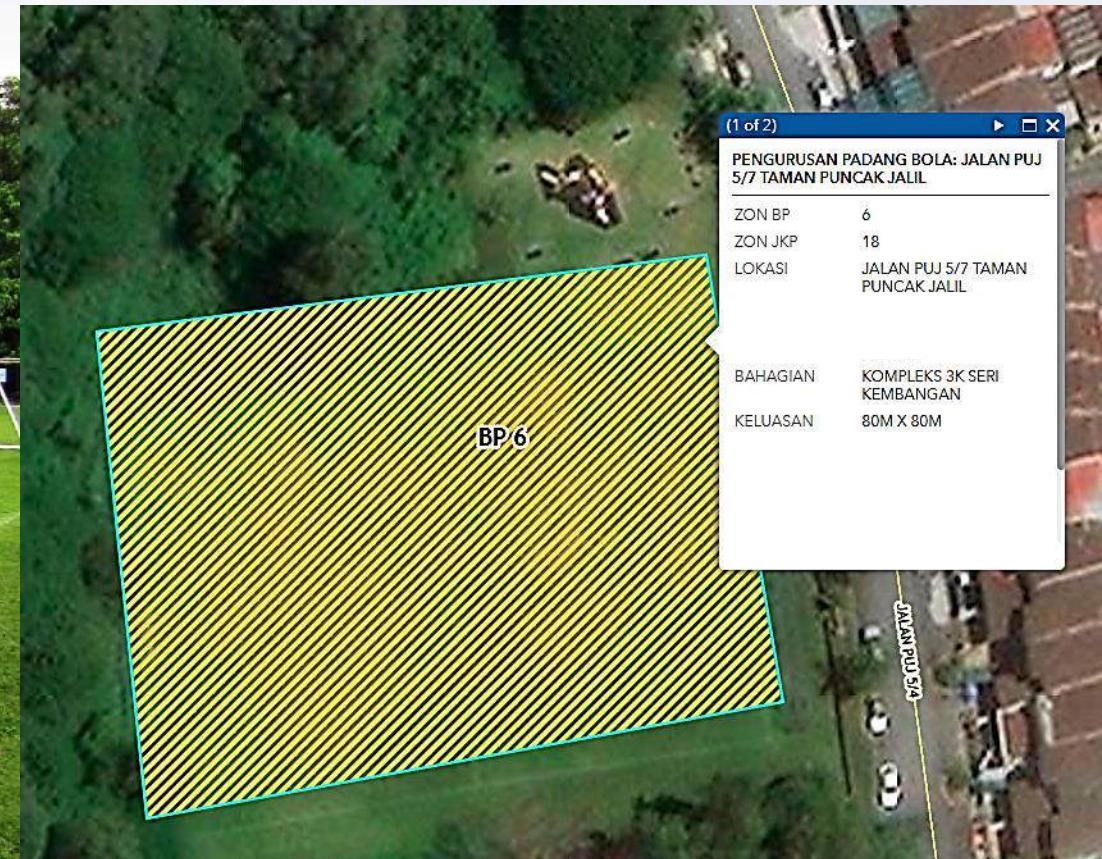 (1 of 2)
PENGURUSAN PADANG BOLA: JALAN PUJ
5/7 TAMAN PUNCAK JALIL
ZON BP 6
ZON JKP 18
LOKASI JALAN PUJ 5/7 TAMAN
PUNCAK JALIL
BAHAGIAN KOMPLEKS 3K SERI
KEMBANGAN
KELUASAN 80M X 80M
BP 6
JALAN PUJ 5/4